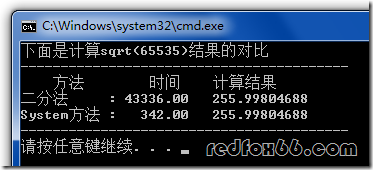 C:\Windows\system32\cmd.exe
下面是计算sqrt(65535)结果的对比
方法 时间 计算结果
二分法 : 43336.00 255.99804688
System方法 : 342.00 255.99804688
请按任意键继续. . .
redfox66.com